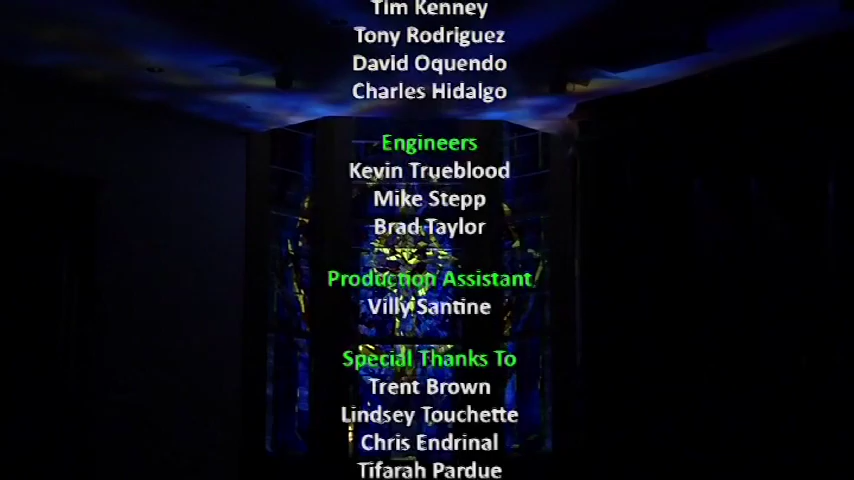 Tim Kenney
Tony Rodriguez
David Oquendo
Charles Hidalgo
Engineers
Kevin Trueblood
Mike Stepp
Brad Taylor
Production Assistant
Villy Santine
Special Thanks To
Trent Brown
Lindsey Touchette
Chris Endrinal
Tifarah Pardue